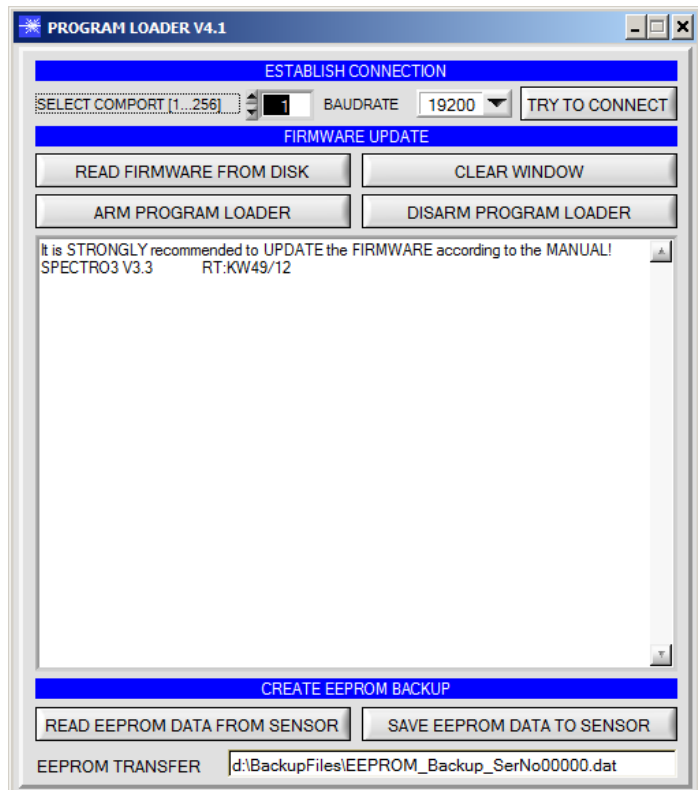 PROGRAM LOADER V4.1
ESTABLISH CONNECTION
SELECT COMPORT [1...256] 1 BAUDRATE 19200 TRY TO CONNECT
FIRMWARE UPDATE
READ FIRMWARE FROM DISK CLEAR WINDOW
ARM PROGRAM LOADER DISARM PROGRAM LOADER
It is STRONGLY recommended to UPDATE the FIRMWARE according to the MANUAL!
SPECTRO3 V3.3 RT:KW49/12
CREATE EEPROM BACKUP
READ EEPROM DATA FROM SENSOR SAVE EEPROM DATA TO SENSOR
EEPROM TRANSFER d:\BackupFiles\EEPROM_Backup_SerNo00000.dat